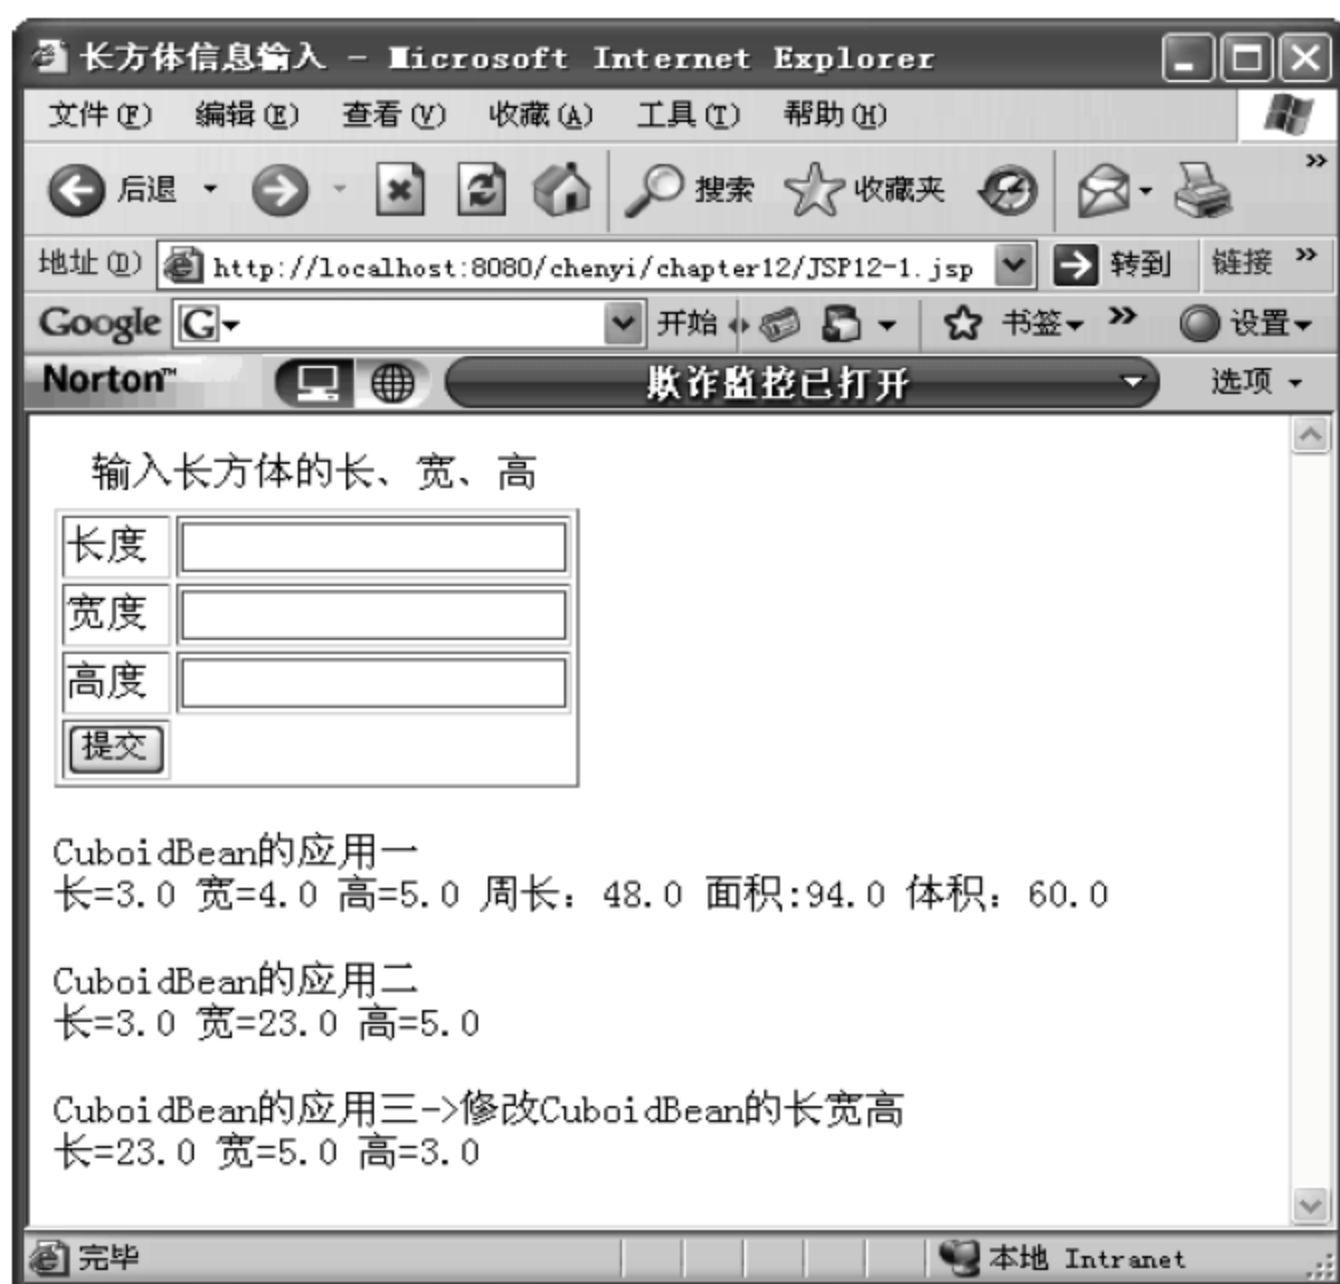 长方体信息输入 - Microsoft Internet Explorer
文件(F) 编辑(E) 查看(V) 收藏(A) 工具(T) 帮助(H)
后退 搜索 收藏夹 »
地址(D) http://localhost:8080/chenyi/chapter12/JSP12-1.jsp 转到 链接 »
Google G 开始 书签 » 设置
Norton™ 欺诈监控已打开 选项
输入长方体的长、宽、高
长度
宽度
高度
提交
CuboidBean的应用一
长=3.0 宽=4.0 高=5.0 周长：48.0 面积:94.0 体积：60.0
CuboidBean的应用二
长=3.0 宽=23.0 高=5.0
CuboidBean的应用三->修改CuboidBean的长宽高
长=23.0 宽=5.0 高=3.0
完毕 本地 Intranet